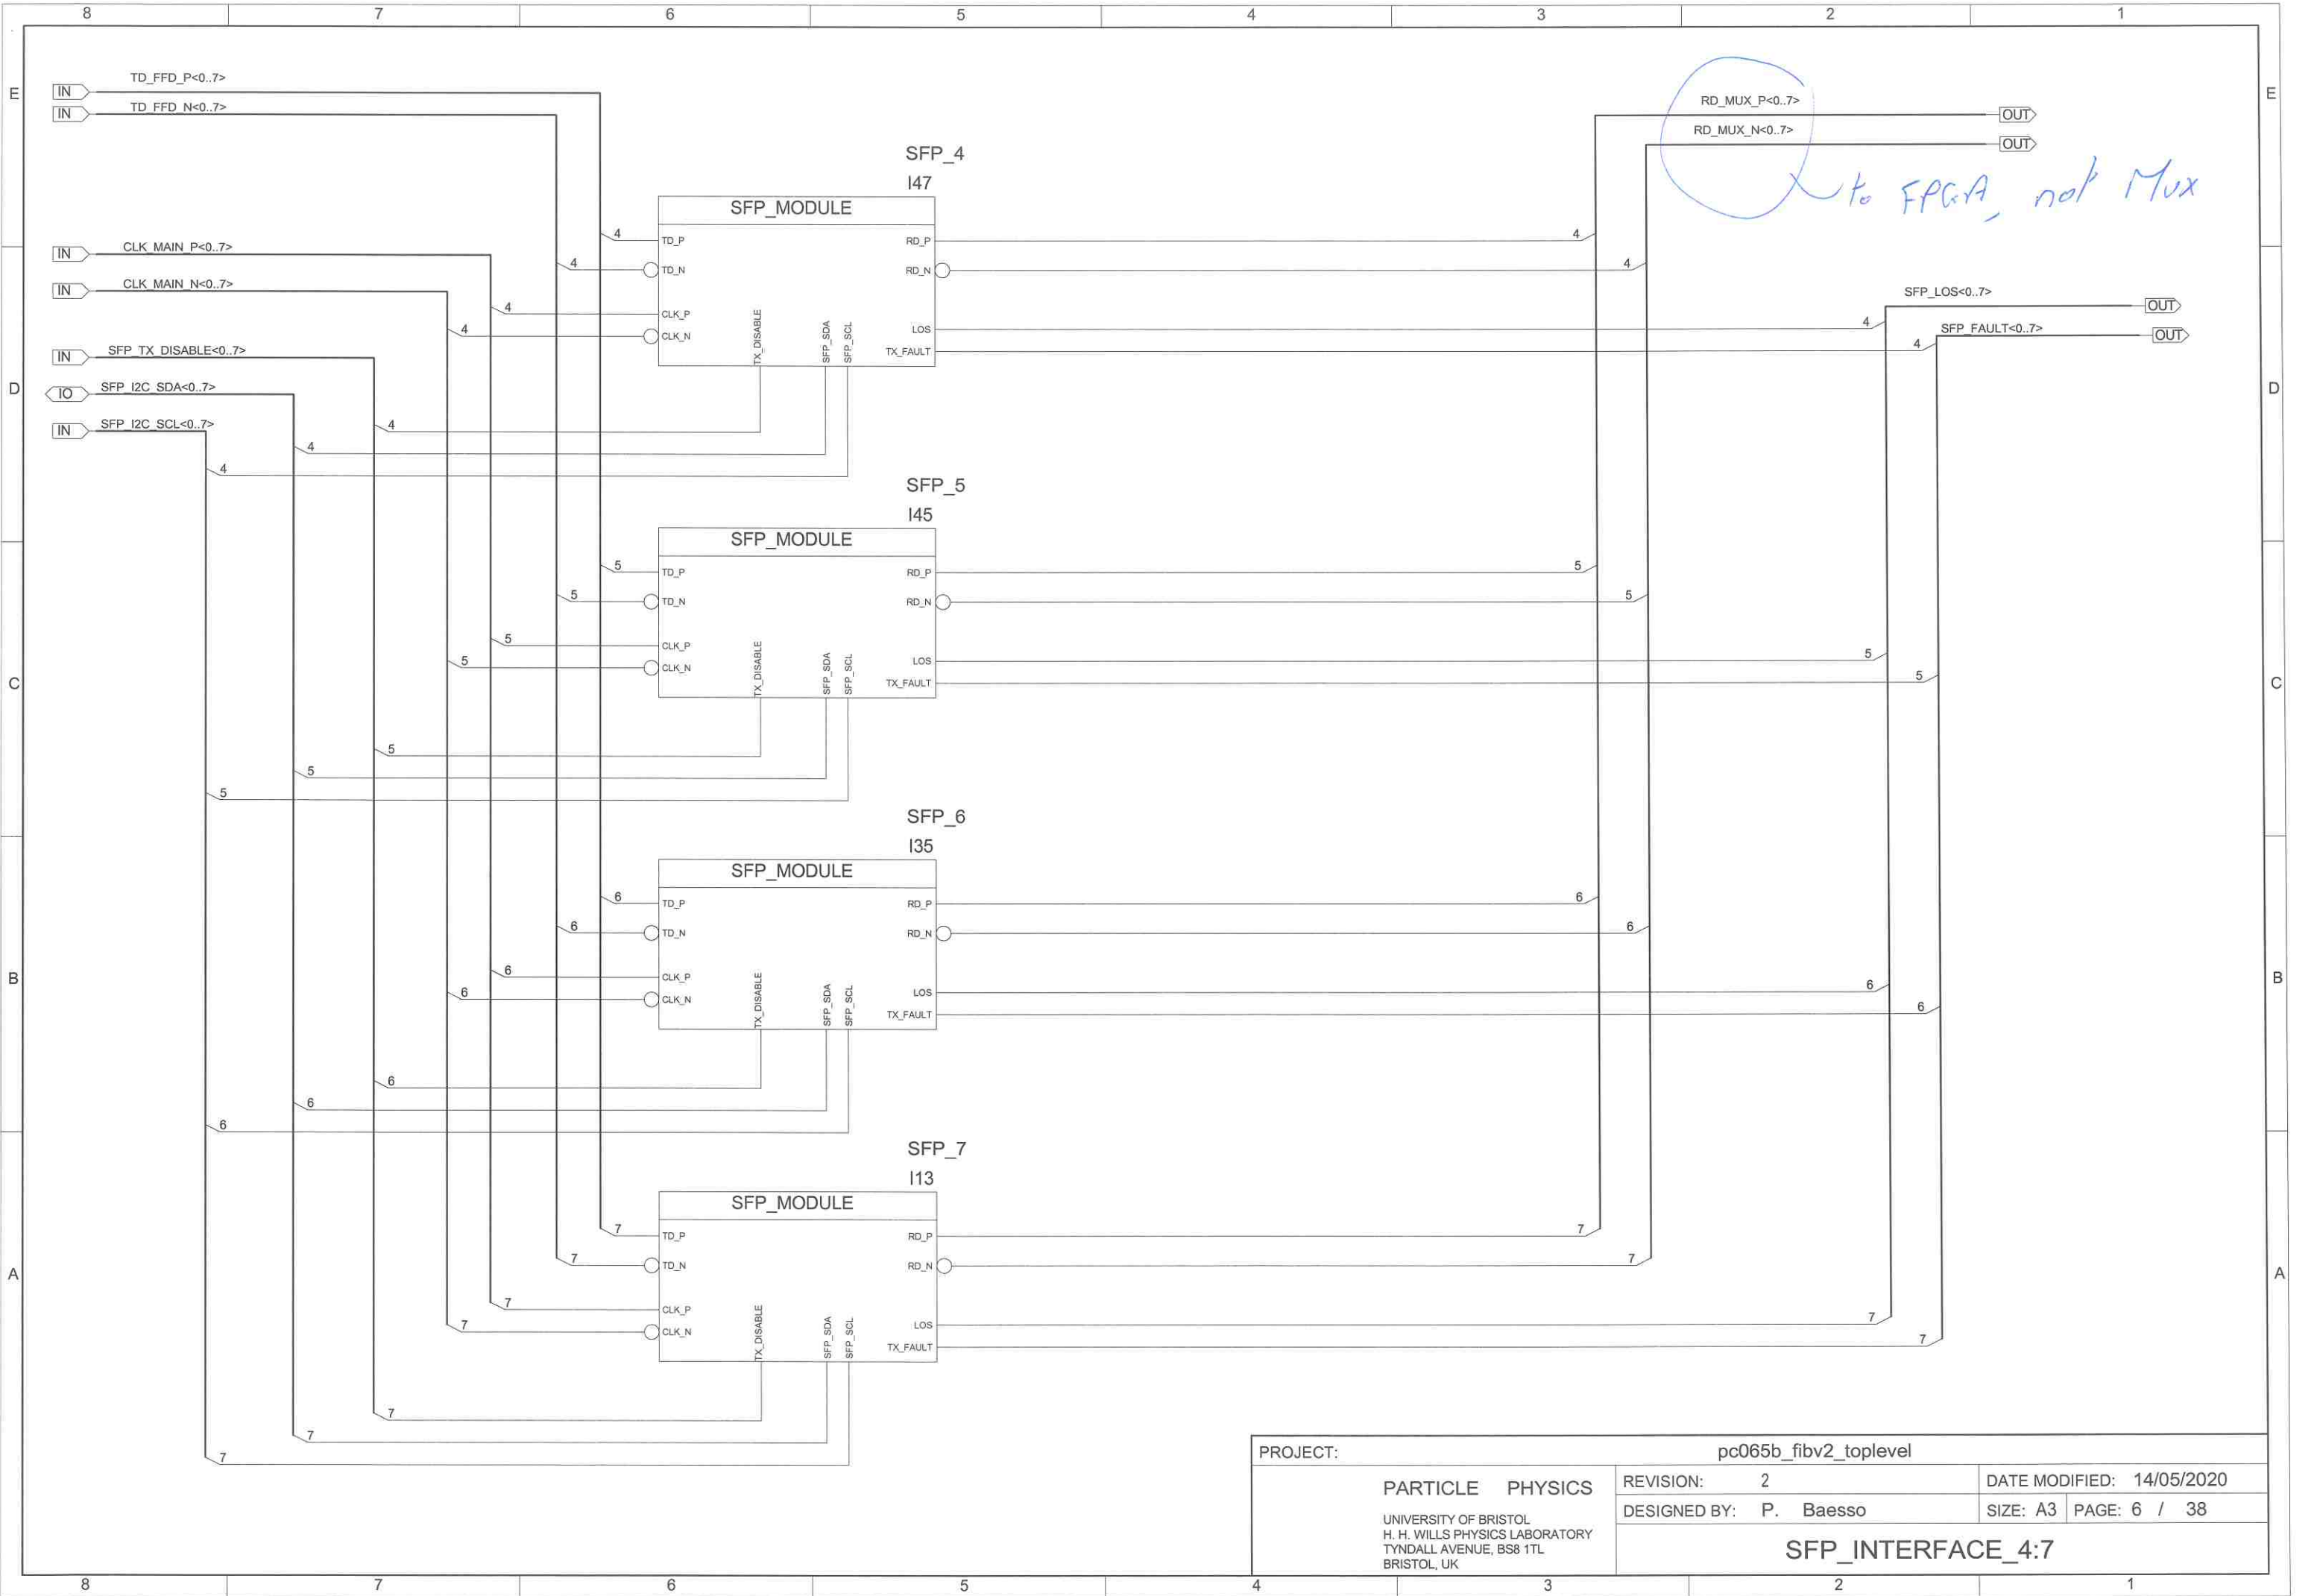 8 7 6 5 4 3 2 1
E
TD_FFD_P<0..7>
IN
TD_FFD_N<0..7>
IN
RD_MUX_P<0..7>
OUT
RD_MUX_N<0..7>
OUT
E
to FPGA, not Mux
CLK_MAIN_P<0..7>
IN
CLK_MAIN_N<0..7>
IN
SFP_TX_DISABLE<0..7>
IN
SFP_I2C_SDA<0..7>
IO
SFP_I2C_SCL<0..7>
IN
SFP_LOS<0..7>
OUT
SFP_FAULT<0..7>
OUT
D
D
SFP_4
I47
SFP_MODULE
4 TD_P RD_P 4
4 TD_N RD_N 4
4 CLK_P
4 CLK_N
LOS 4
TX_FAULT 4
TX_DISABLE
SFP_SDA
SFP_SCL
4
4
4
SFP_5
I45
SFP_MODULE
5 TD_P RD_P 5
5 TD_N RD_N 5
5 CLK_P
5 CLK_N
LOS 5
TX_FAULT 5
TX_DISABLE
SFP_SDA
SFP_SCL
C
C
5
5
5
SFP_6
I35
SFP_MODULE
6 TD_P RD_P 6
6 TD_N RD_N 6
6 CLK_P
6 CLK_N
LOS 6
TX_FAULT 6
TX_DISABLE
SFP_SDA
SFP_SCL
B
B
6
6
6
SFP_7
I13
SFP_MODULE
7 TD_P RD_P 7
7 TD_N RD_N 7
7 CLK_P
7 CLK_N
LOS 7
TX_FAULT 7
TX_DISABLE
SFP_SDA
SFP_SCL
A
A
7
7
7
PROJECT: pc065b_fibv2_toplevel
PARTICLE PHYSICS
UNIVERSITY OF BRISTOL
H. H. WILLS PHYSICS LABORATORY
TYNDALL AVENUE, BS8 1TL
BRISTOL, UK
REVISION: 2
DATE MODIFIED: 14/05/2020
DESIGNED BY: P. Baesso
SIZE: A3
PAGE: 6 / 38
SFP_INTERFACE_4:7
8 7 6 5 4 3 2 1